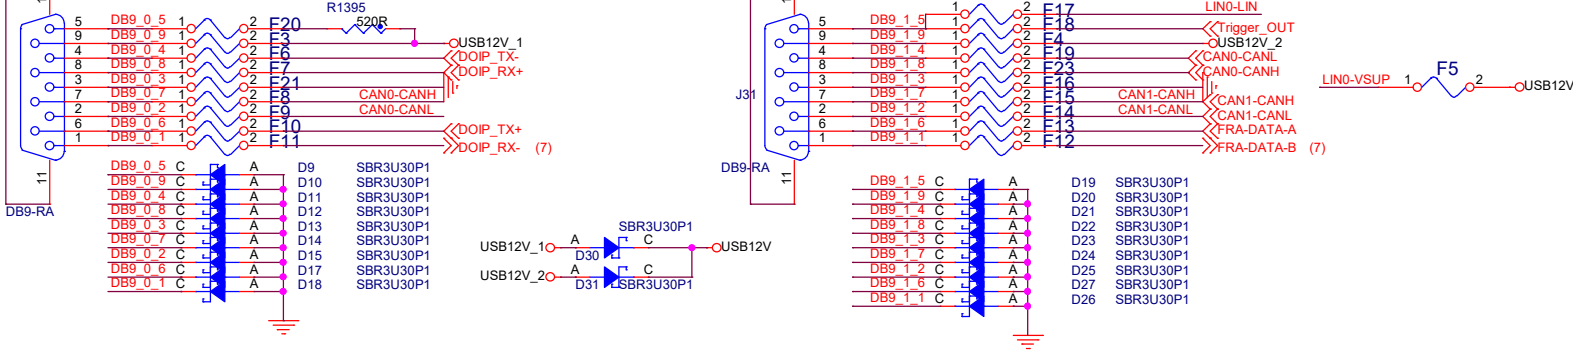 R1395
520R
5 DB9_0_5 1 2 F20
9 DB9_0_9 1 2 F3 USB12V_1
4 DB9_0_4 1 2 F6 DOIP_TX-
8 DB9_0_8 1 2 F7 DOIP_RX+
3 DB9_0_3 1 2 F21
7 DB9_0_7 1 2 F8 CAN0-CANH
2 DB9_0_2 1 2 F9 CAN0-CANL
6 DB9_0_6 1 2 F10 DOIP_TX+
1 DB9_0_1 1 2 F11 DOIP_RX- (7)
11
DB9-RA
DB9_0_5 C A D9 SBR3U30P1
DB9_0_9 A D10 SBR3U30P1
DB9_0_4 C A D11 SBR3U30P1
DB9_0_8 C A D12 SBR3U30P1
DB9_0_3 C A D13 SBR3U30P1
DB9_0_7 C A D14 SBR3U30P1
DB9_0_2 C A D15 SBR3U30P1
DB9_0_6 C A D17 SBR3U30P1
DB9_0_1 C A D18 SBR3U30P1
SBR3U30P1
USB12V_1 A D30 C USB12V
USB12V_2 A D31 C SBR3U30P1
1 2 F17 LIN0-LIN
5 DB9_1_5 1 2 F18 Trigger_OUT
9 DB9_1_9 1 2 F4 USB12V_2
4 DB9_1_4 1 2 F19 CAN0-CANL
8 DB9_1_8 1 2 F23 CAN0-CANH
3 DB9_1_3 1 2 F16
J31 7 DB9_1_7 1 2 F15 CAN1-CANH CAN1-CANH
2 DB9_1_2 1 2 F14 CAN1-CANL CAN1-CANL
6 DB9_1_6 1 2 F13 FRA-DATA-A
1 DB9_1_1 1 2 F12 FRA-DATA-B (7)
DB9-RA
11
DB9_1_5 C A D19 SBR3U30P1
DB9_1_9 C A D20 SBR3U30P1
DB9_1_4 C A D21 SBR3U30P1
DB9_1_8 C A D22 SBR3U30P1
DB9_1_3 C A D23 SBR3U30P1
DB9_1_7 C A D24 SBR3U30P1
DB9_1_2 C A D25 SBR3U30P1
DB9_1_6 C A D27 SBR3U30P1
DB9_1_1 C A D26 SBR3U30P1
LIN0-VSUP 1 F5 2 USB12V